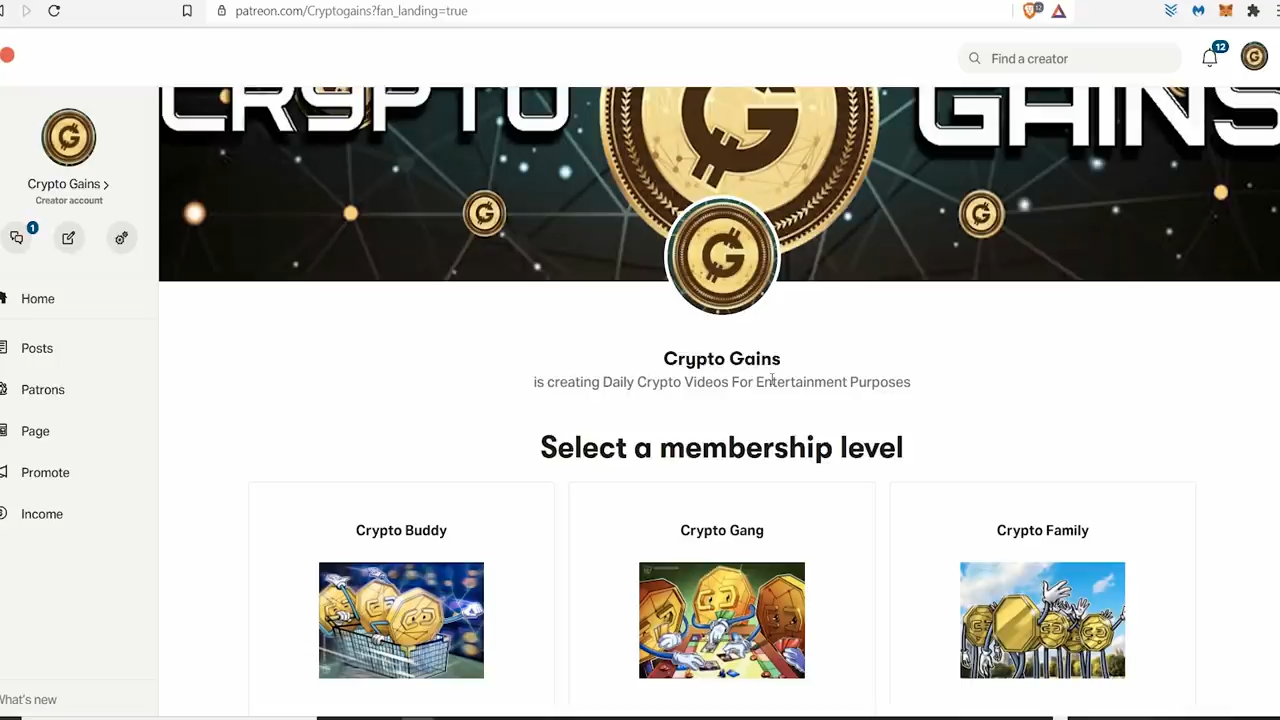 patreon.com/Cryptogains?fan_landing=true
12
Find a creator
12
CRYPTO GAINS
Crypto Gains
Creator account
1
Home
Posts
Patrons
Page
Promote
Income
What's new
Crypto Gains
is creating Daily Crypto Videos For Entertainment Purposes
Select a membership level
Crypto Buddy
Crypto Gang
Crypto Family